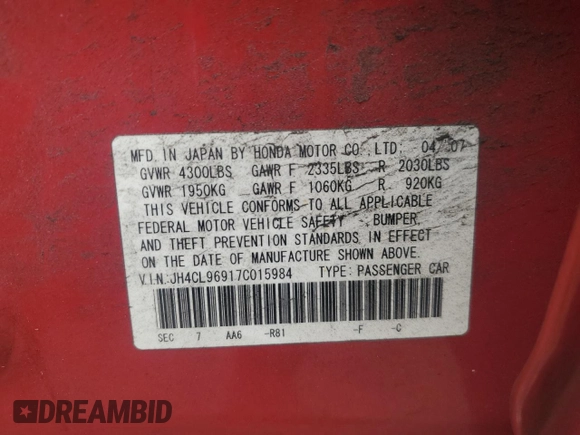 MFD. IN JAPAN BY HONDA MOTOR CO., LTD: 04/07
GVWR 4300LBS GAWR F 2335LBS R 2030LBS
GVWR 1950KG GAWR F 1060KG R 920KG
THIS VEHICLE CONFORMS TO ALL APPLICABLE
FEDERAL MOTOR VEHICLE SAFETY, BUMPER,
AND THEFT PREVENTION STANDARDS IN EFFECT
ON THE DATE OF MANUFACTURE SHOWN ABOVE.
V.I.N:JH4CL96917C015984 TYPE: PASSENGER CAR
SEC 7 AA6 -R81 -F -C
DREAMBID